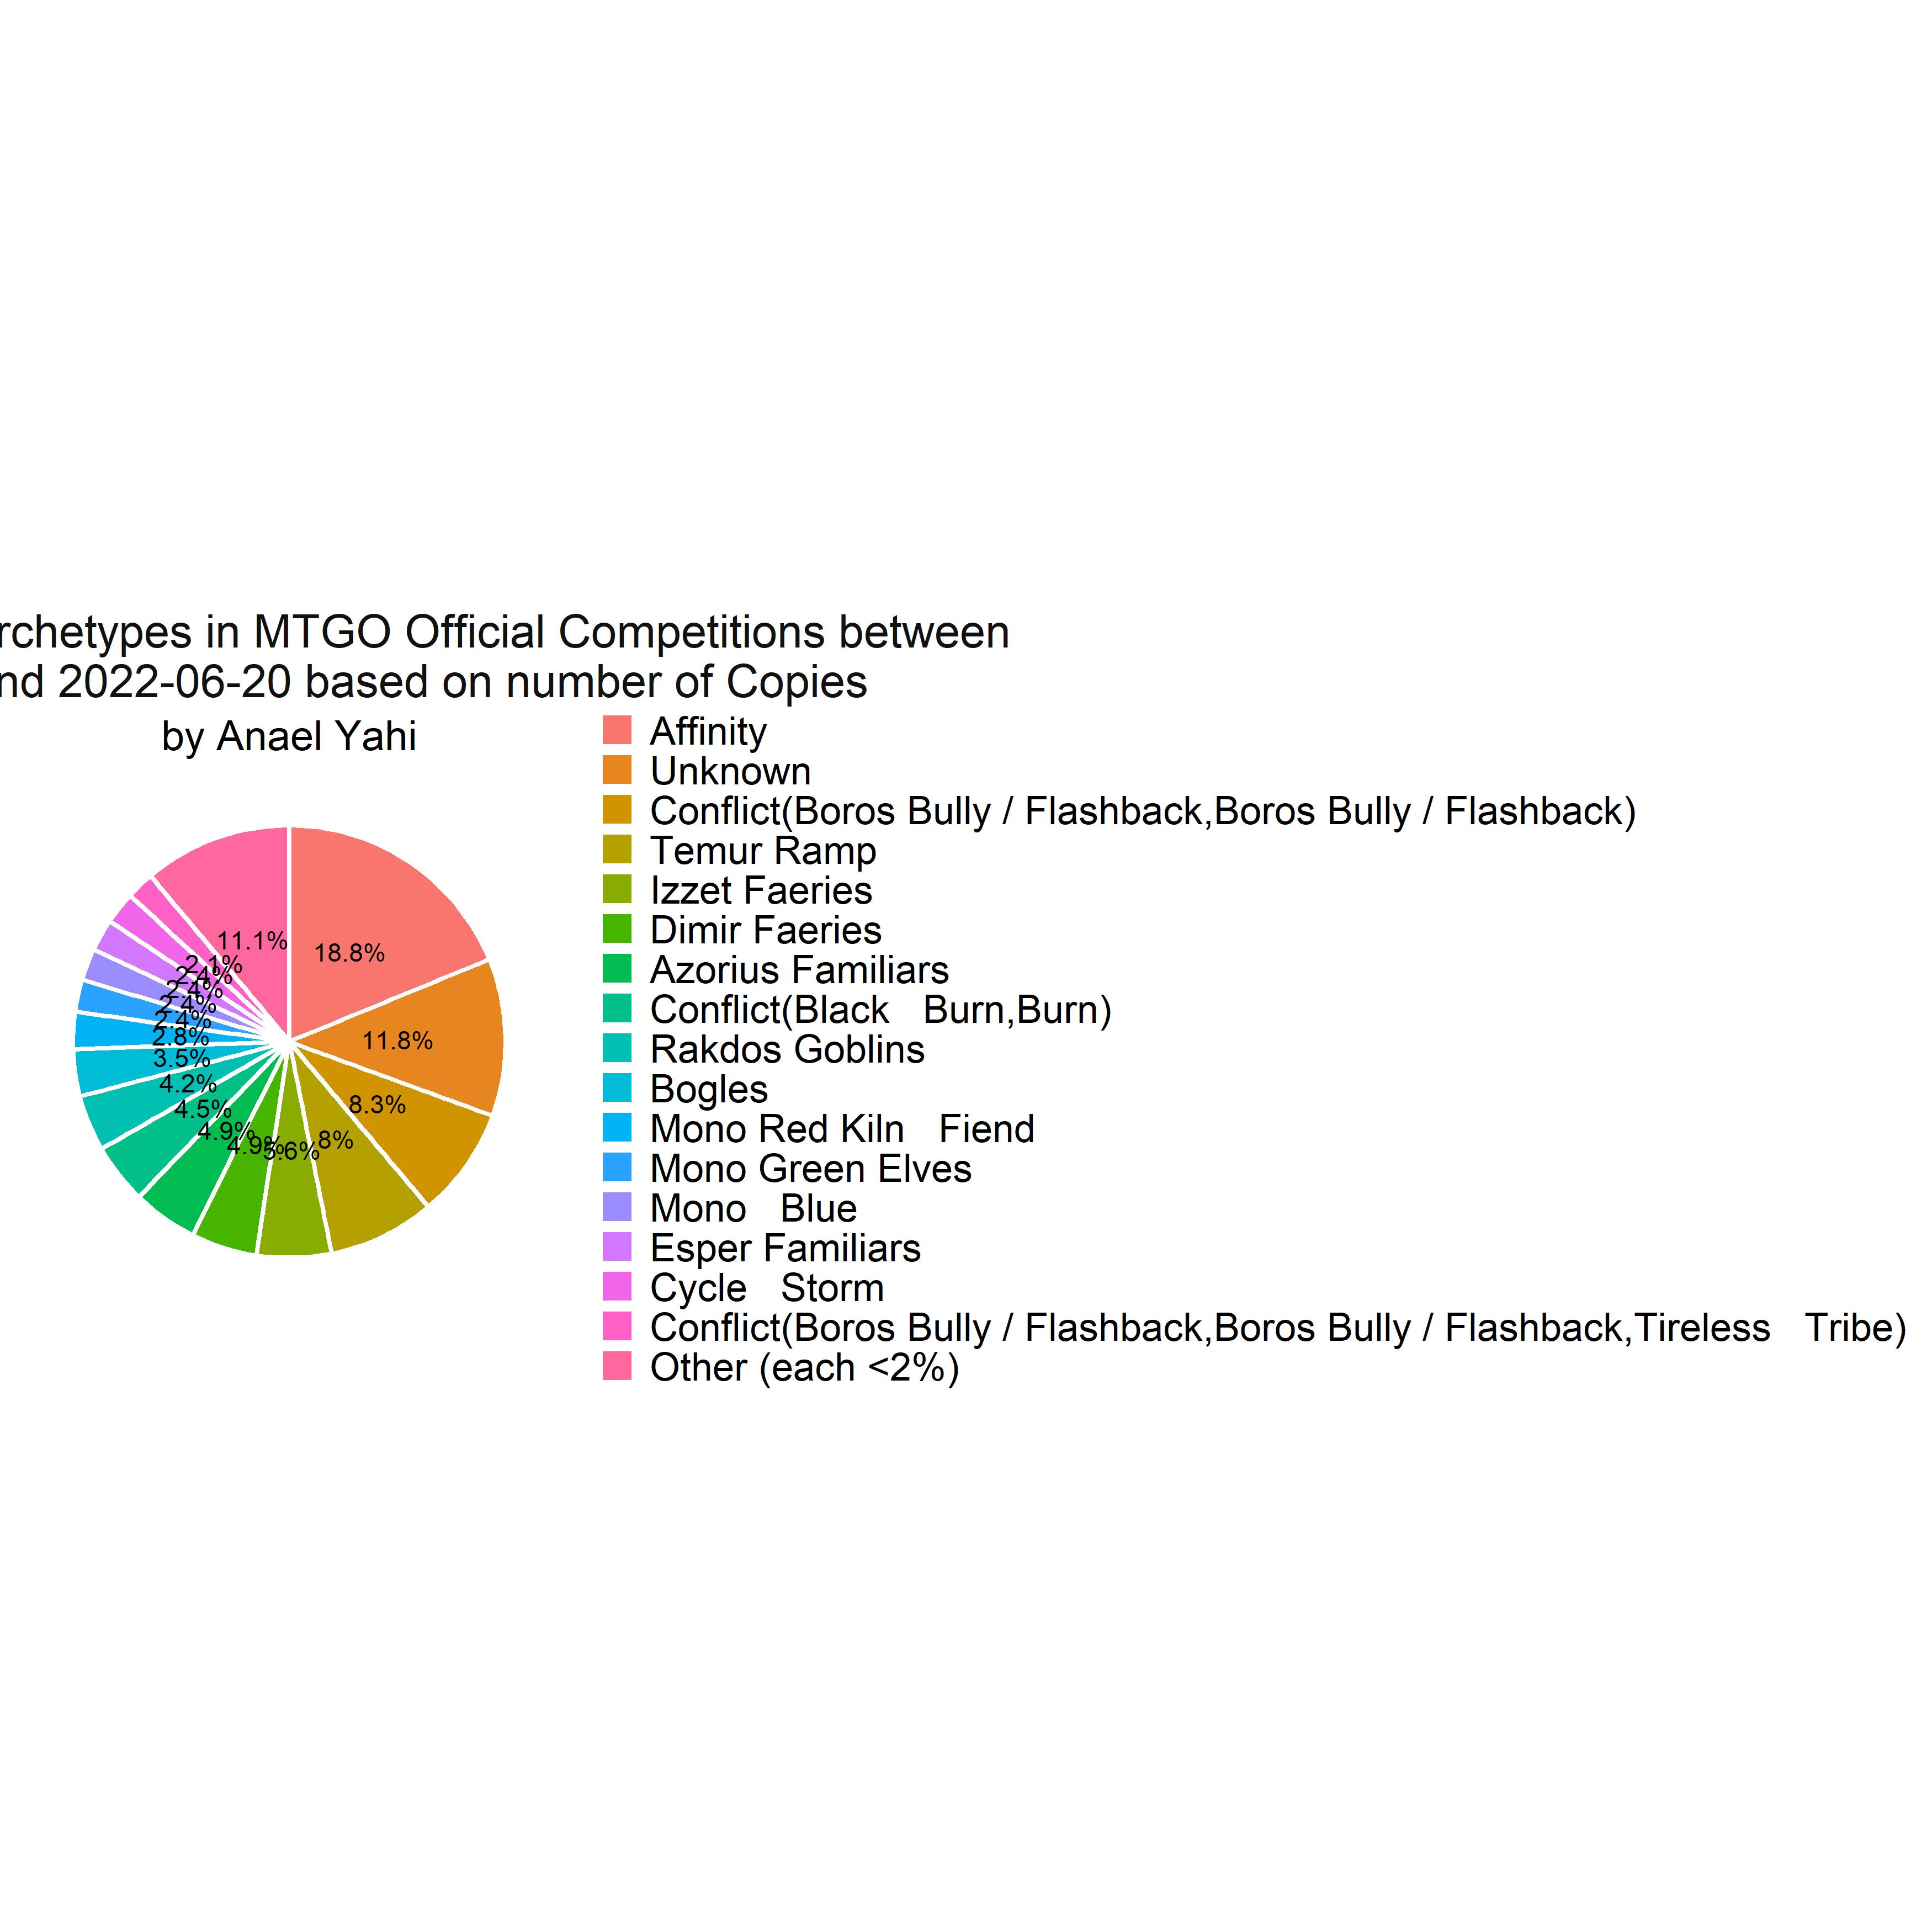 rchetypes in MTGO Official Competitions between
nd 2022-06-20 based on number of Copies
by Anael Yahi
Affinity
Unknown
Conflict(Boros Bully / Flashback,Boros Bully / Flashback)
Temur Ramp
Izzet Faeries
Dimir Faeries
Azorius Familiars
Conflict(Black   Burn,Burn)
Rakdos Goblins
Bogles
Mono Red Kiln   Fiend
Mono Green Elves
Mono   Blue
Esper Familiars
Cycle   Storm
Conflict(Boros Bully / Flashback,Boros Bully / Flashback,Tireless   Tribe)
Other (each <2%)
18.8%
11.8%
8.3%
8%
5.6%
4.9%
4.9%
4.5%
4.2%
3.5%
2.8%
2.4%
2.4%
2.4%
2.4%
2.1%
11.1%